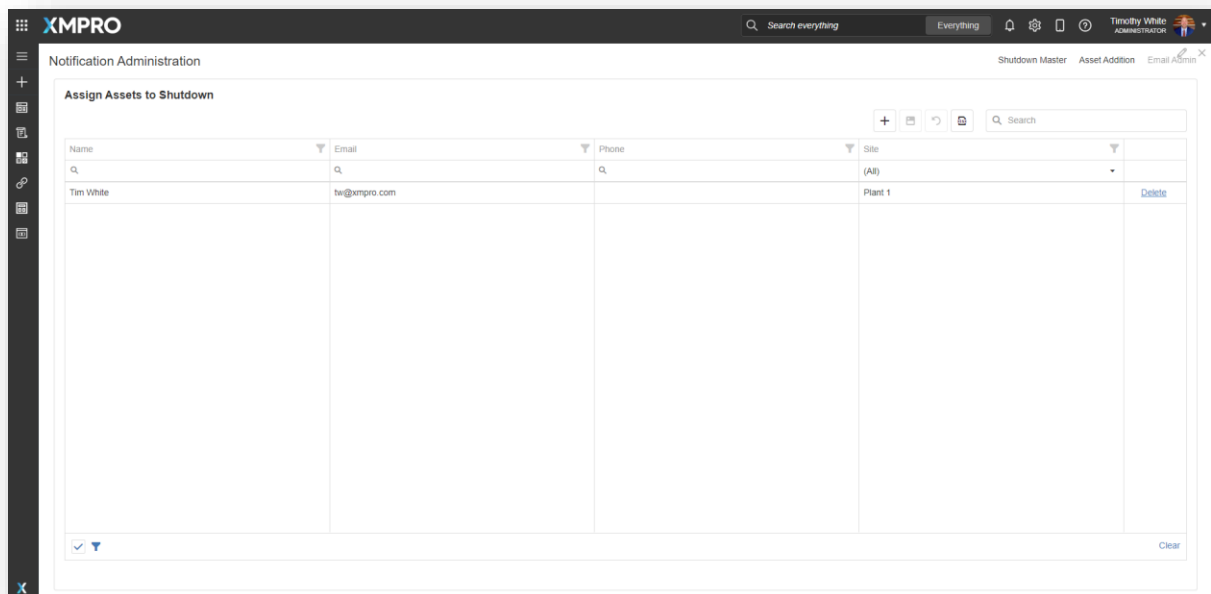 XMPRO
Search everything
Everything
Timothy White
ADMINISTRATOR
Notification Administration
Shutdown Master Asset Addition Email Admin
Assign Assets to Shutdown
Search
Name Email Phone Site
(All)
Tim White tw@xmpro.com Plant 1 Delete
Clear
X